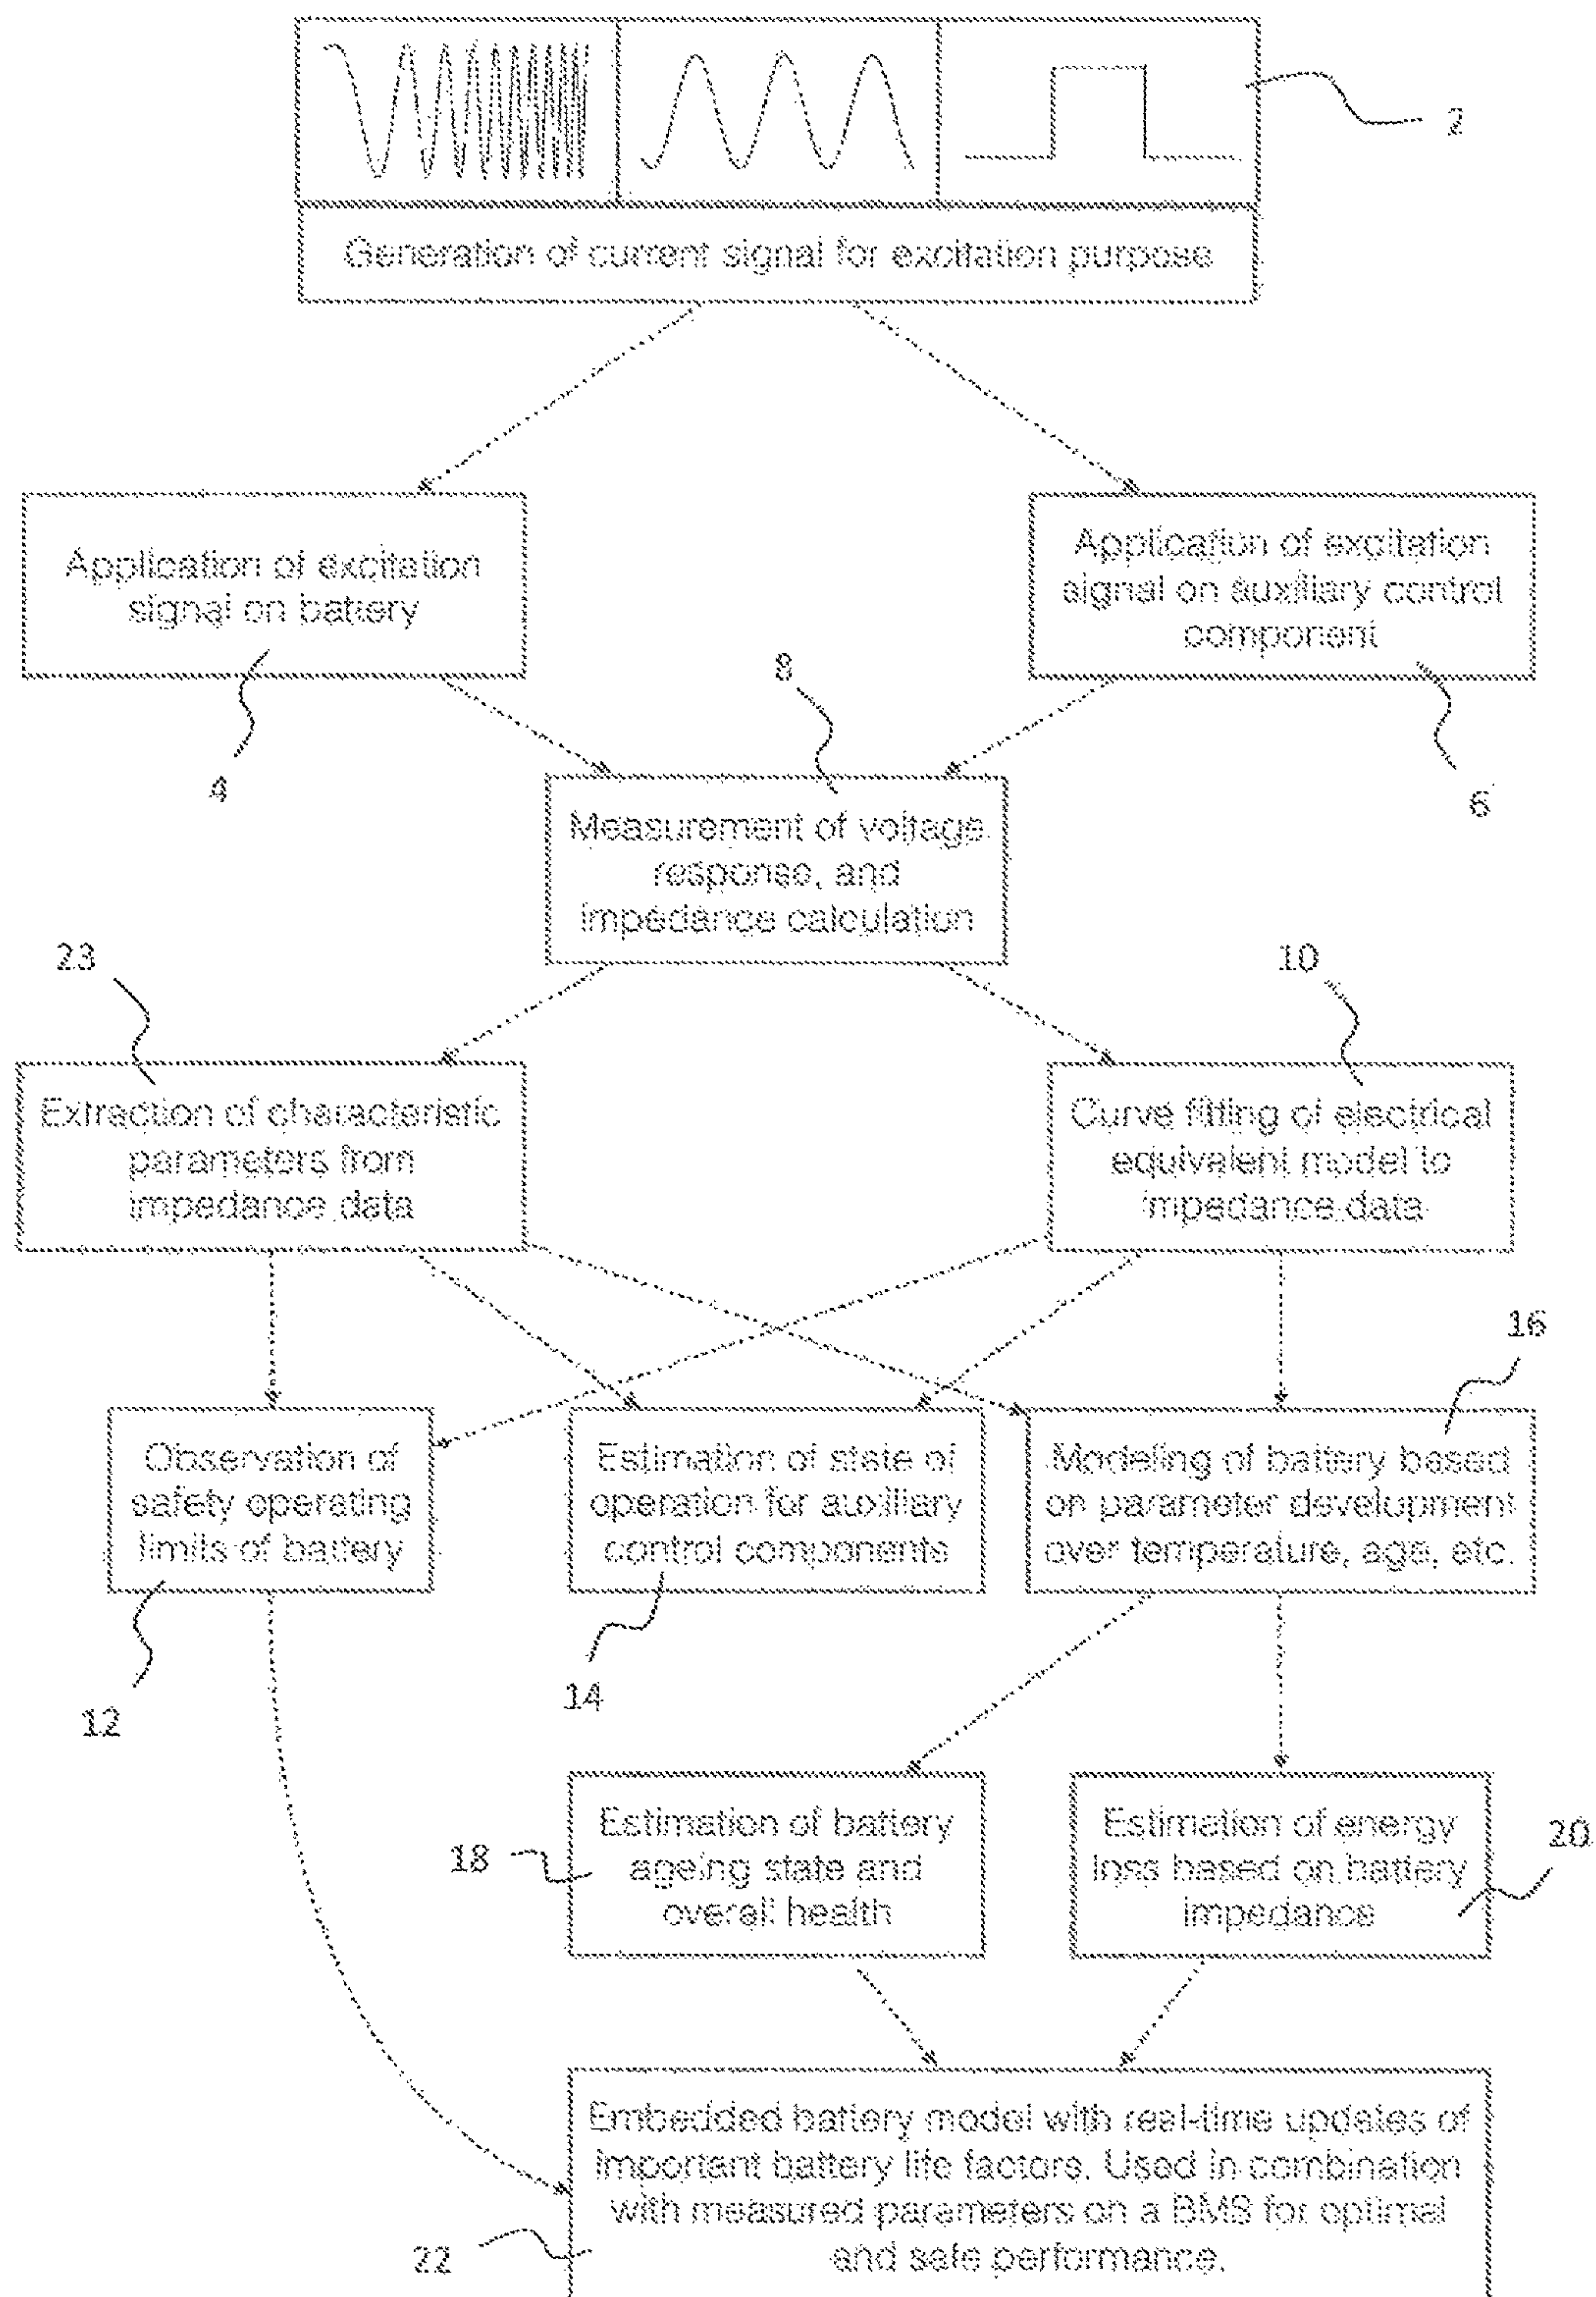 2
Generation of current signal for excitation purpose
Application of excitation
signal on battery
4
Application of excitation
signal on auxiliary control
component
6
8
Measurement of voltage
response, and
impedance calculation
23
Extraction of characteristic
parameters from
impedance data
10
Curve fitting of electrical
equivalent model to
impedance data
Observation of
safety operating
limits of battery
12
Estimation of state of
operation for auxiliary
control components
14
16
Modeling of battery based
on parameter development
over temperature, age, etc.
18
Estimation of battery
ageing state and
overall health
Estimation of energy
loss based on battery
impedance
20
Embedded battery model with real-time updates of
important battery life factors. Used in combination
with measured parameters on a BMS for optimal
and safe performance.
22